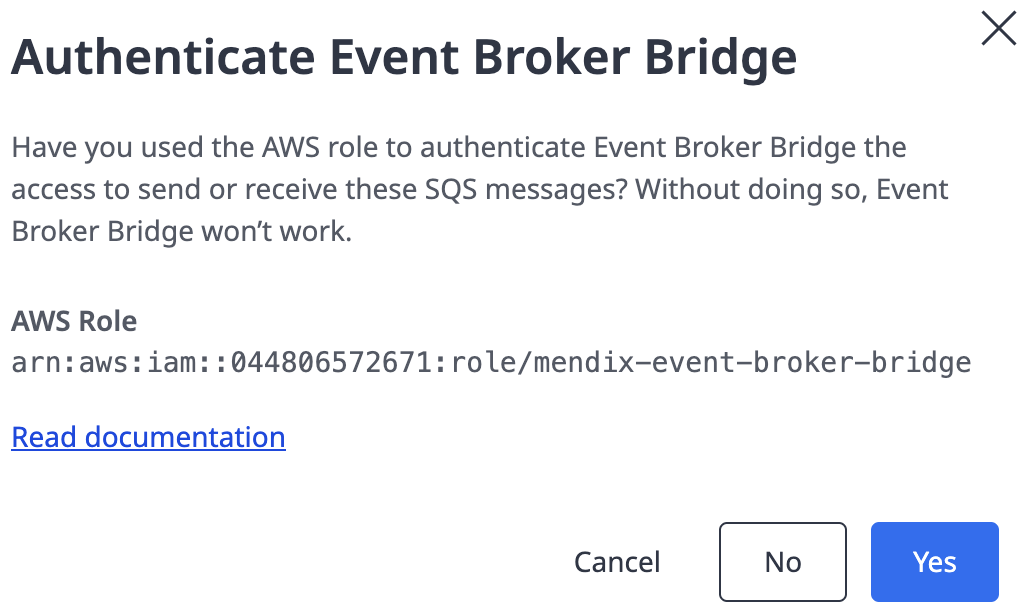 Authenticate Event Broker Bridge
Have you used the AWS role to authenticate Event Broker Bridge the
access to send or receive these SQS messages? Without doing so, Event
Broker Bridge won’t work.
AWS Role
arn:aws:iam::044806572671:role/mendix-event-broker-bridge
Read documentation
Cancel
No
Yes